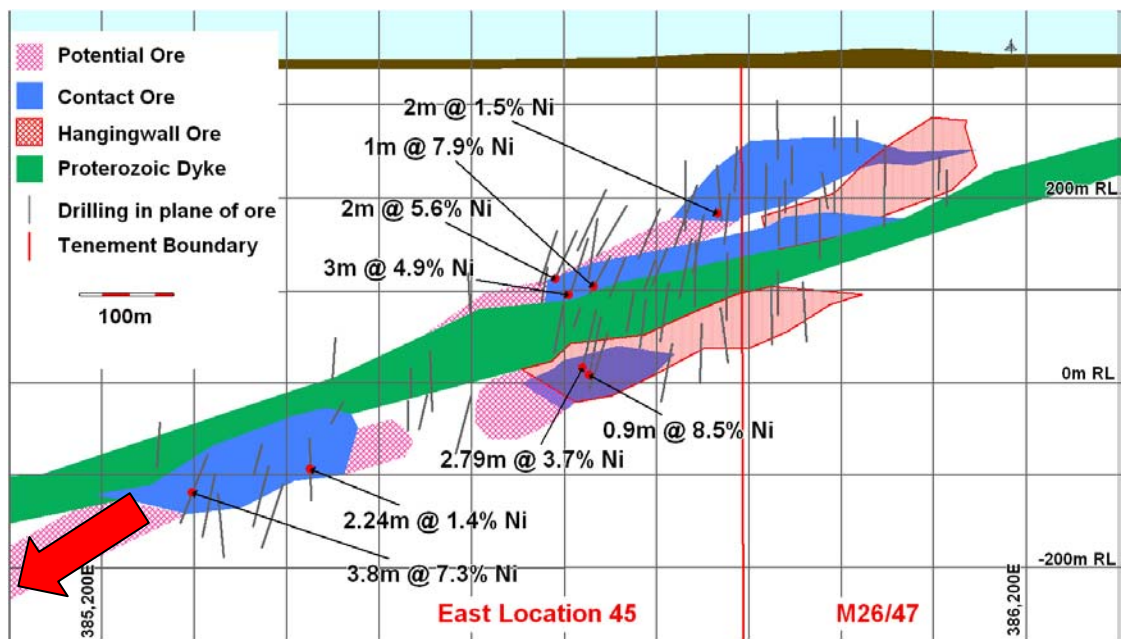 Potential Ore
Contact Ore
Hangingwall Ore
Proterozoic Dyke
Drilling in plane of ore
Tenement Boundary
100m
2m @ 1.5% Ni
1m @ 7.9% Ni
2m @ 5.6% Ni
3m @ 4.9% Ni
200m RL
0m RL
0.9m @ 8.5% Ni
2.79m @ 3.7% Ni
2.24m @ 1.4% Ni
3.8m @ 7.3% Ni
-200m RL
385,200E
386,200E
East Location 45
M26/47